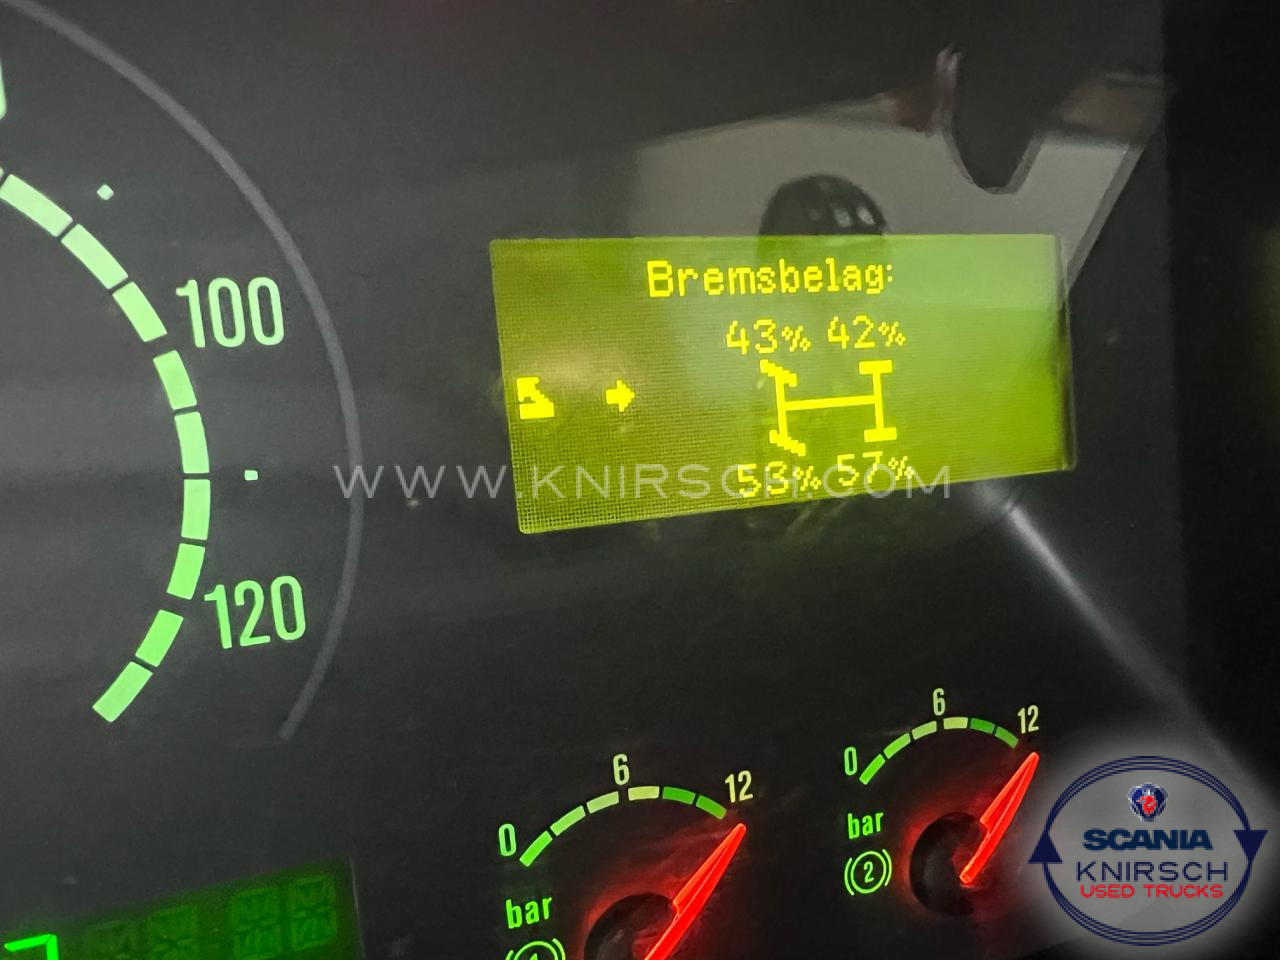 Bremsbelag:
43% 42%
53% 57%
WWW.KNIRSCH.COM
100
120
0 6 12
bar
0 6 12
bar
2
SCANIA
KNIRSCH
USED TRUCKS